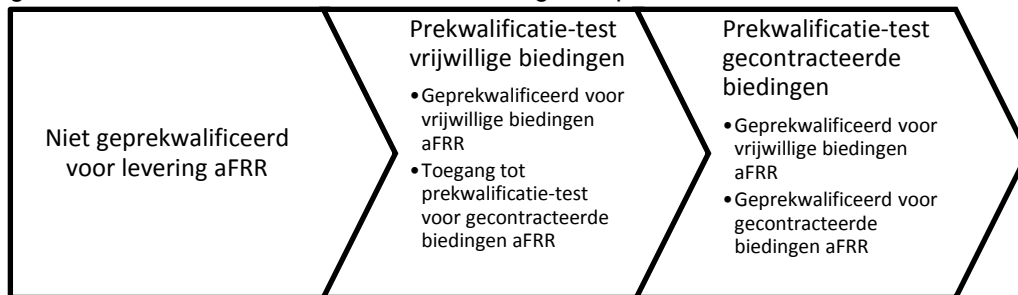 Niet geprekwalificeerd
voor levering aFRR
Prekwalificatie-test
vrijwillige biedingen
•Geprekwalificeerd voor
vrijwillige biedingen
aFRR
•Toegang tot
prekwalificatie-test
voor gecontracteerde
biedingen aFRR
Prekwalificatie-test
gecontracteerde
biedingen
•Geprekwalificeerd voor
vrijwillige biedingen
aFRR
•Geprekwalificeerd voor
gecontracteerde
biedingen aFRR